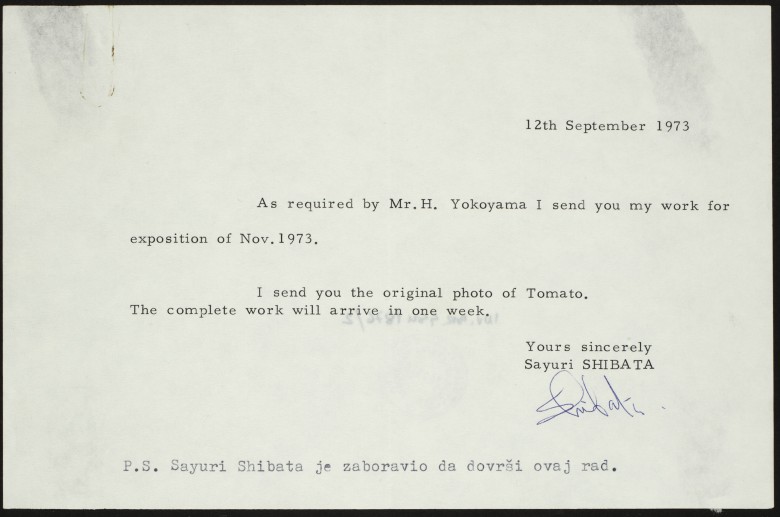 12th September 1973
As required by Mr.H. Yokoyama I send you my work for
exposition of Nov.1973.
I send you the original photo of Tomato.
The complete work will arrive in one week.
Yours sincerely
Sayuri SHIBATA
Shibata
P.S. Sayuri Shibata je zaboravio da dovrši ovaj rad.